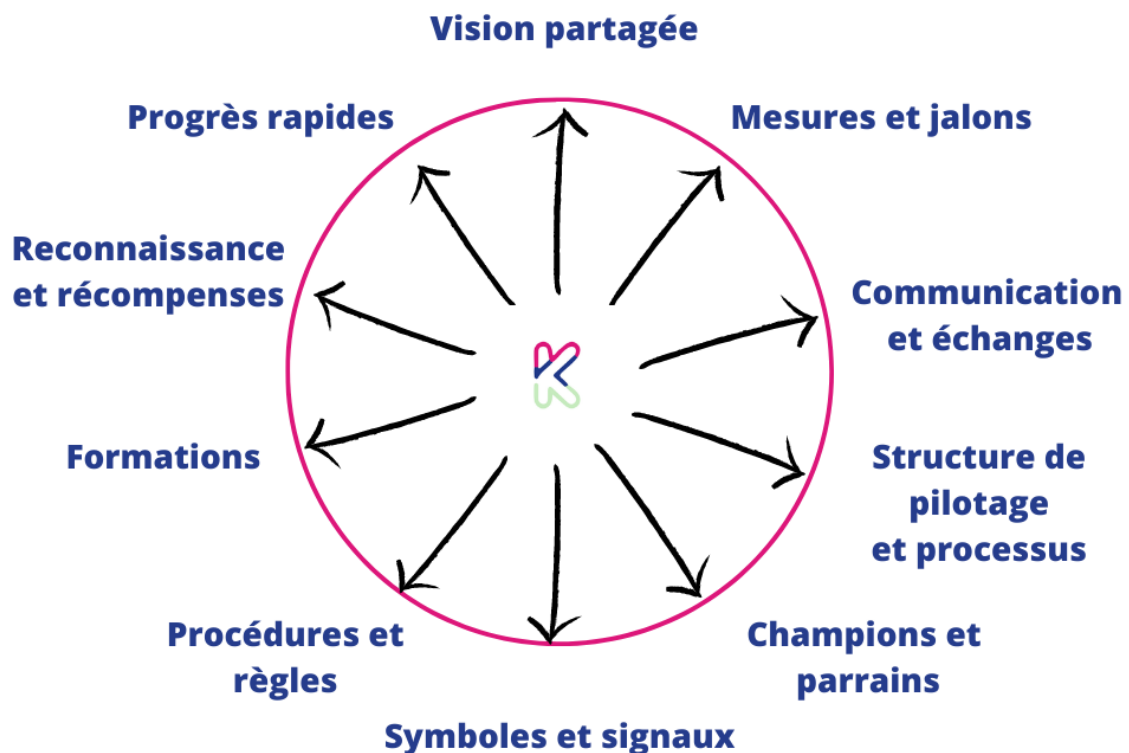 Vision partagée
Mesures et jalons
Communication
et échanges
Structure de
pilotage
et processus
Champions et
parrains
Symboles et signaux
Procédures et
règles
Formations
Reconnaissance
et récompenses
Progrès rapides